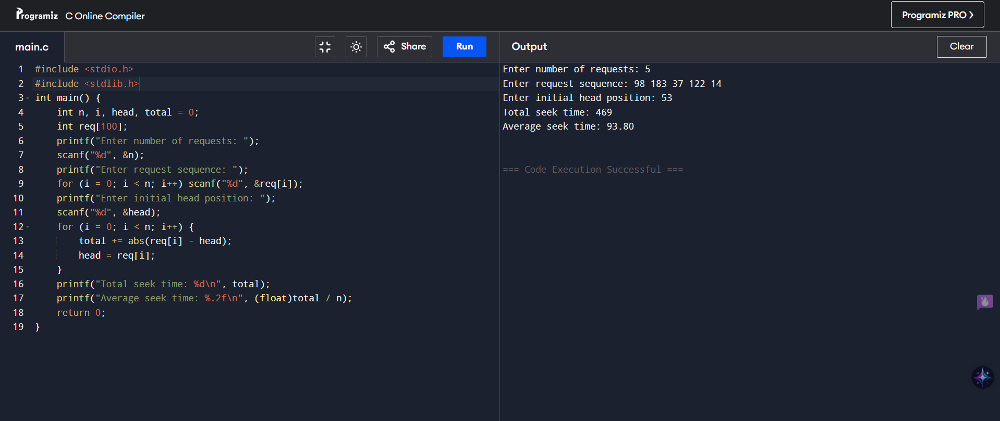 Programiz C Online Compiler
Programiz PRO >
main.c
Share
Run
Output
Clear
1 #include <stdio.h>
2 #include <stdlib.h>
3 int main() {
4     int n, i, head, total = 0;
5     int req[100];
6     printf("Enter number of requests: ");
7     scanf("%d", &n);
8     printf("Enter request sequence: ");
9     for (i = 0; i < n; i++) scanf("%d", &req[i]);
10     printf("Enter initial head position: ");
11     scanf("%d", &head);
12     for (i = 0; i < n; i++) {
13         total += abs(req[i] - head);
14         head = req[i];
15     }
16     printf("Total seek time: %d\n", total);
17     printf("Average seek time: %.2f\n", (float)total / n);
18     return 0;
19 }
Enter number of requests: 5
Enter request sequence: 98 183 37 122 14
Enter initial head position: 53
Total seek time: 469
Average seek time: 93.80
=== Code Execution Successful ===